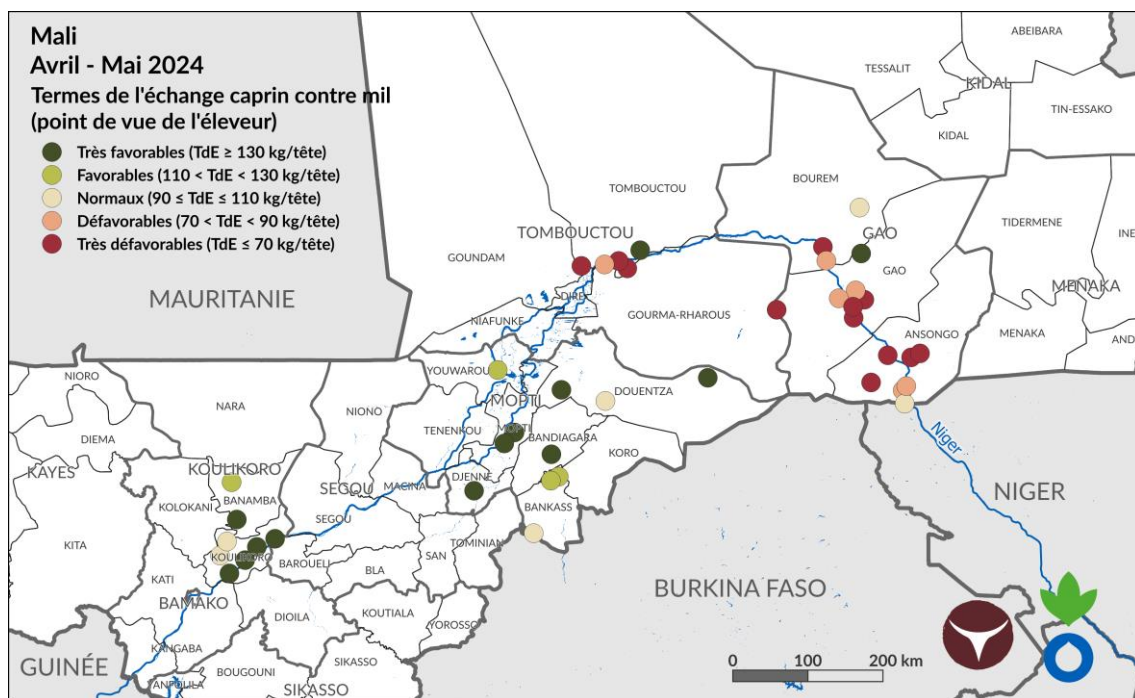 Mali
Avril - Mai 2024
Termes de l'échange caprin contre mil
(point de vue de l'éleveur)
Très favorables (TdE ≥ 130 kg/tête)
Favorables (110 < TdE < 130 kg/tête)
Normaux (90 ≤ TdE ≤ 110 kg/tête)
Défavorables (70 < TdE < 90 kg/tête)
Très défavorables (TdE ≤ 70 kg/tête)
ABEIBARA
TESSALIT
KIDAL
TIN-ESSAKO
KIDAL
TOMBOUCTOU
BOUREM
TOMBOUCTOU
GAO
TIDERMENE
INE
GOUNDAM
GAO
MENAKA
MAURITANIE
DIRE
GOURMA-RHAROUS
NIAFUNKE
ANSONGO
MENAKA
AND
YOUWAROU
NIORO
DOUENTZA
NARA
NIONO
MOPTI
TENENKOU
MOPTI
BANDIAGARA
Niger
DIEMA
KORO
KAYES
KOULIKORO
SEGOU
MACINA
DJENNE
NIGER
BANAMBA
KOLOKANI
BANKASS
SEGOU
KITA
TOMINIAN
SAN
KOULIKORO
BAROUELI
BLA
KATI
BURKINA FASO
BAMAKO
DIOILA
KOUTIALA
YOROSSO
KANGABA
SIKASSO
GUINÉE
BOUGOUNI
YANFOLILA
SIKASSO
0 100 200 km